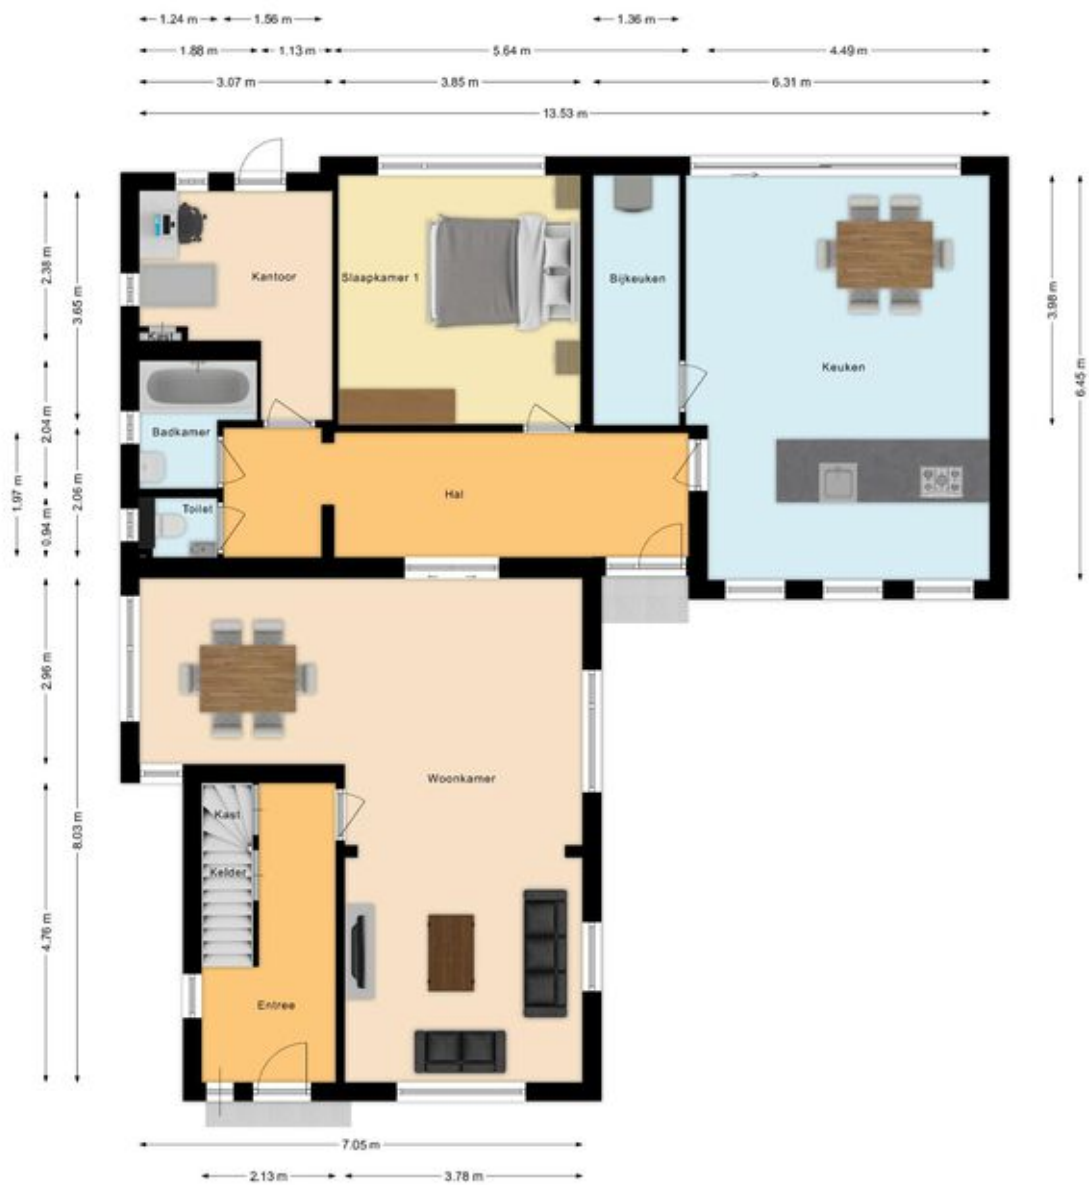 1.24 m 1.56 m 1.36 m
1.88 m 1.13 m 5.64 m 4.49 m
3.07 m 3.85 m 6.31 m
13.53 m
2.38 m
3.65 m
3.98 m
6.45 m
Kantoor
Slaapkamer 1
Bijkeuken
Kast
Keuken
2.04 m
Badkamer
1.97 m
2.06 m
Hal
0.94 m
Toilet
2.96 m
Woonkamer
8.03 m
Kast
Kelder
4.76 m
Entree
7.05 m
2.13 m 3.78 m